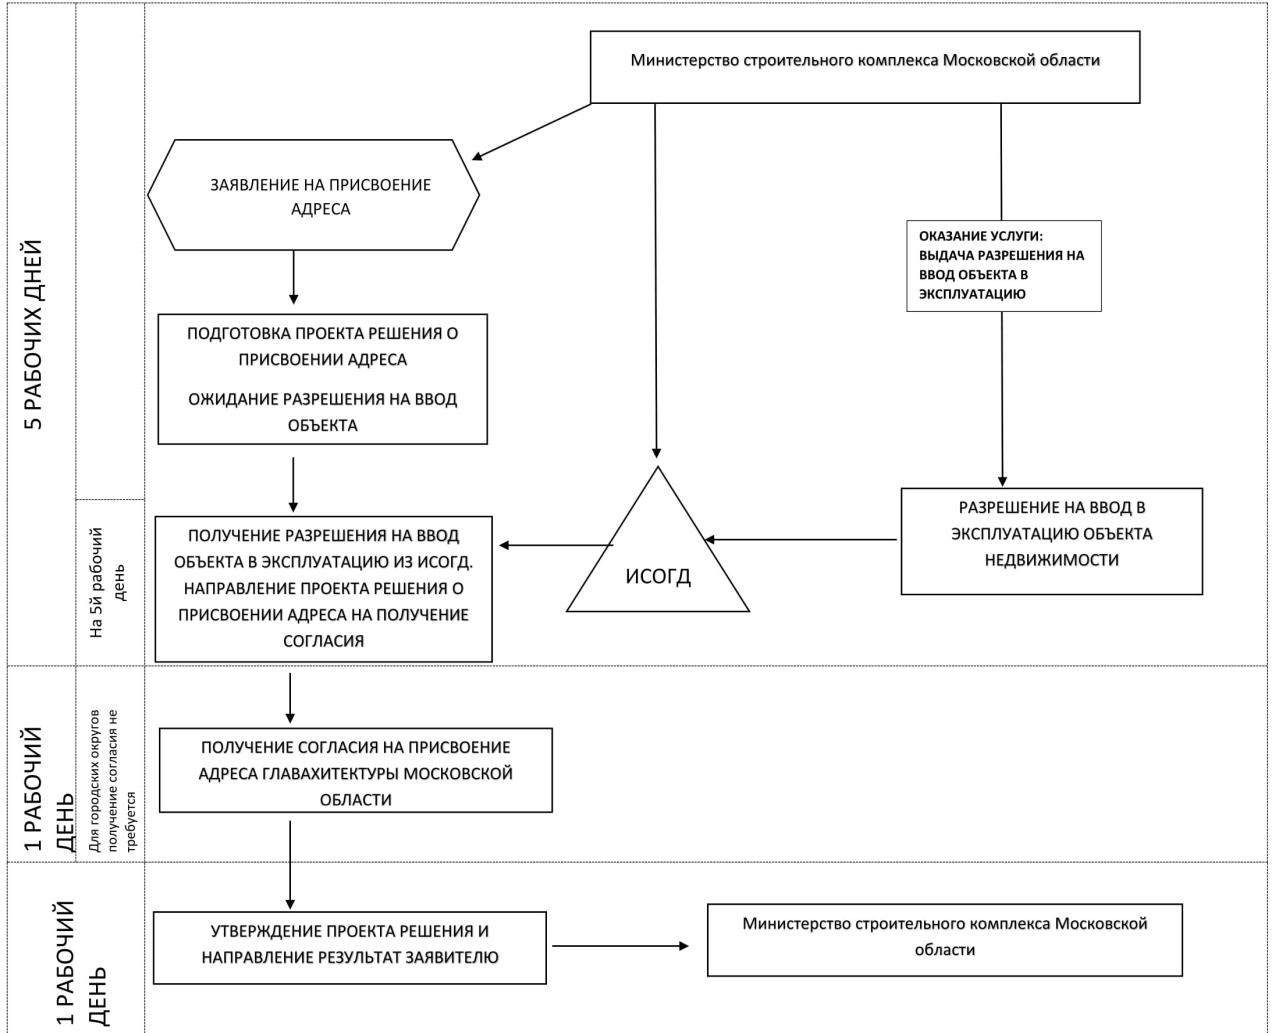 Министерство строительного комплекса Московской области
ЗАЯВЛЕНИЕ НА ПРИСВОЕНИЕ
АДРЕСА
ОКАЗАНИЕ УСЛУГИ:
ВЫДАЧА РАЗРЕШЕНИЯ НА
ВВОД ОБЪЕКТА В
ЭКСПЛУАТАЦИЮ
5 РАБОЧИХ ДНЕЙ
ПОДГОТОВКА ПРОЕКТА РЕШЕНИЯ О
ПРИСВОЕНИИ АДРЕСА
ОЖИДАНИЕ РАЗРЕШЕНИЯ НА ВВОД
ОБЪЕКТА
На 5й рабочий
день
ПОЛУЧЕНИЕ РАЗРЕШЕНИЯ НА ВВОД
ОБЪЕКТА В ЭКСПЛУАТАЦИЮ ИЗ ИСОГД.
НАПРАВЛЕНИЕ ПРОЕКТА РЕШЕНИЯ О
ПРИСВОЕНИИ АДРЕСА НА ПОЛУЧЕНИЕ
СОГЛАСИЯ
ИСОГД
РАЗРЕШЕНИЕ НА ВВОД В
ЭКСПЛУАТАЦИЮ ОБЪЕКТА
НЕДВИЖИМОСТИ
1 РАБОЧИЙ
ДЕНЬ
Для городских округов
получение согласия не
требуется
ПОЛУЧЕНИЕ СОГЛАСИЯ НА ПРИСВОЕНИЕ
АДРЕСА ГЛАВАХИТЕКТУРЫ МОСКОВСКОЙ
ОБЛАСТИ
1 РАБОЧИЙ
ДЕНЬ
УТВЕРЖДЕНИЕ ПРОЕКТА РЕШЕНИЯ И
НАПРАВЛЕНИЕ РЕЗУЛЬТАТ ЗАЯВИТЕЛЮ
Министерство строительного комплекса Московской
области